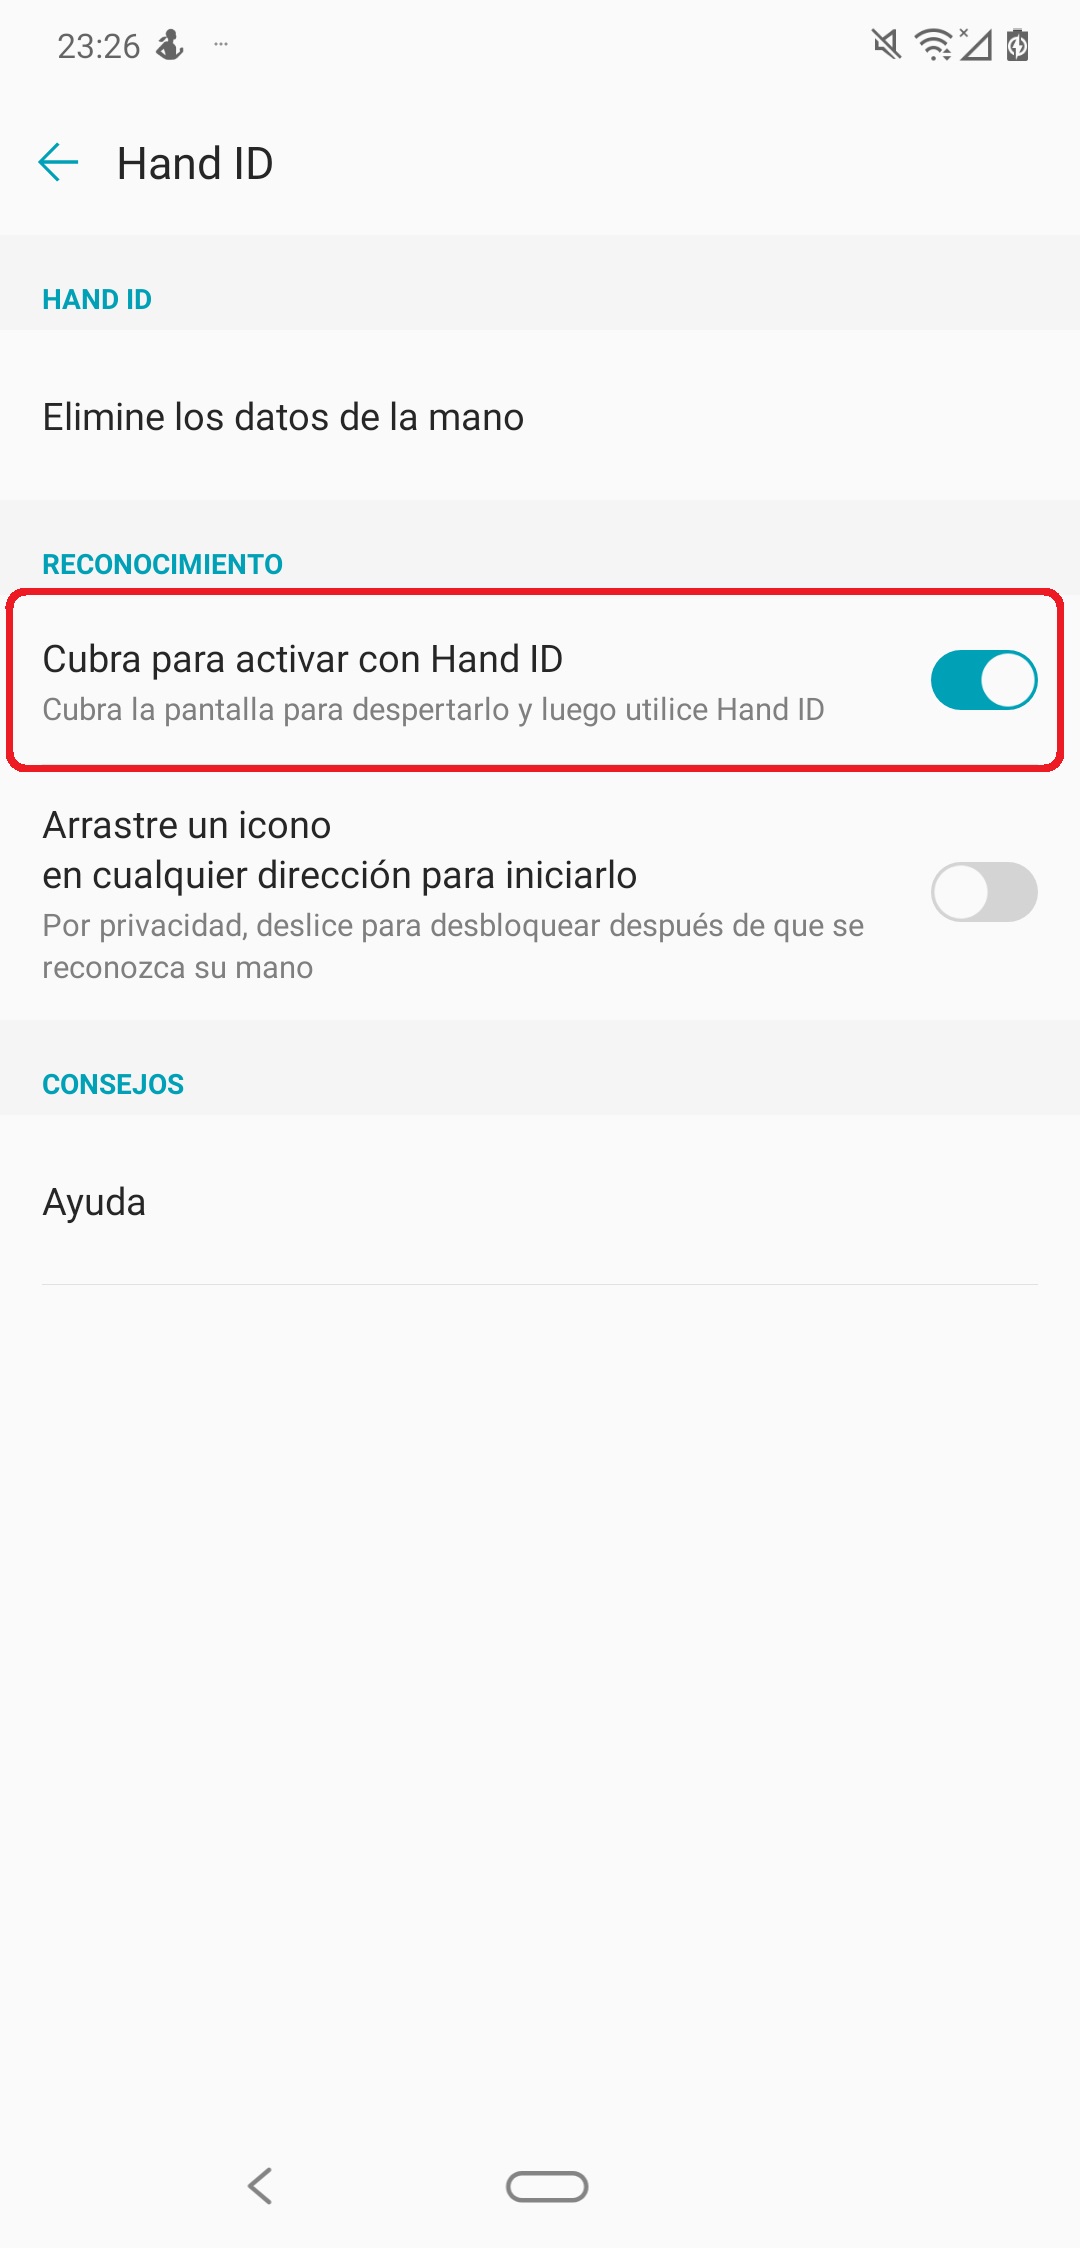 23:26
Hand ID
HAND ID
Elimine los datos de la mano
RECONOCIMIENTO
Cubra para activar con Hand ID
Cubra la pantalla para despertarlo y luego utilice Hand ID
Arrastre un icono
en cualquier dirección para iniciarlo
Por privacidad, deslice para desbloquear después de que se
reconozca su mano
CONSEJOS
Ayuda